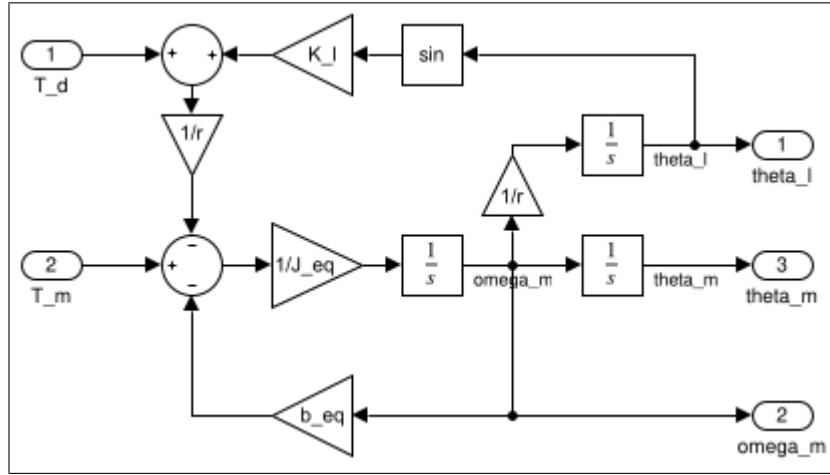 1
T_d
+
+
K_l
sin
1/r
1
s
theta_l
1
theta_l
1/r
2
T_m
+
−
−
1/J_eq
1
s
omega_m
1
s
theta_m
3
theta_m
b_eq
2
omega_m